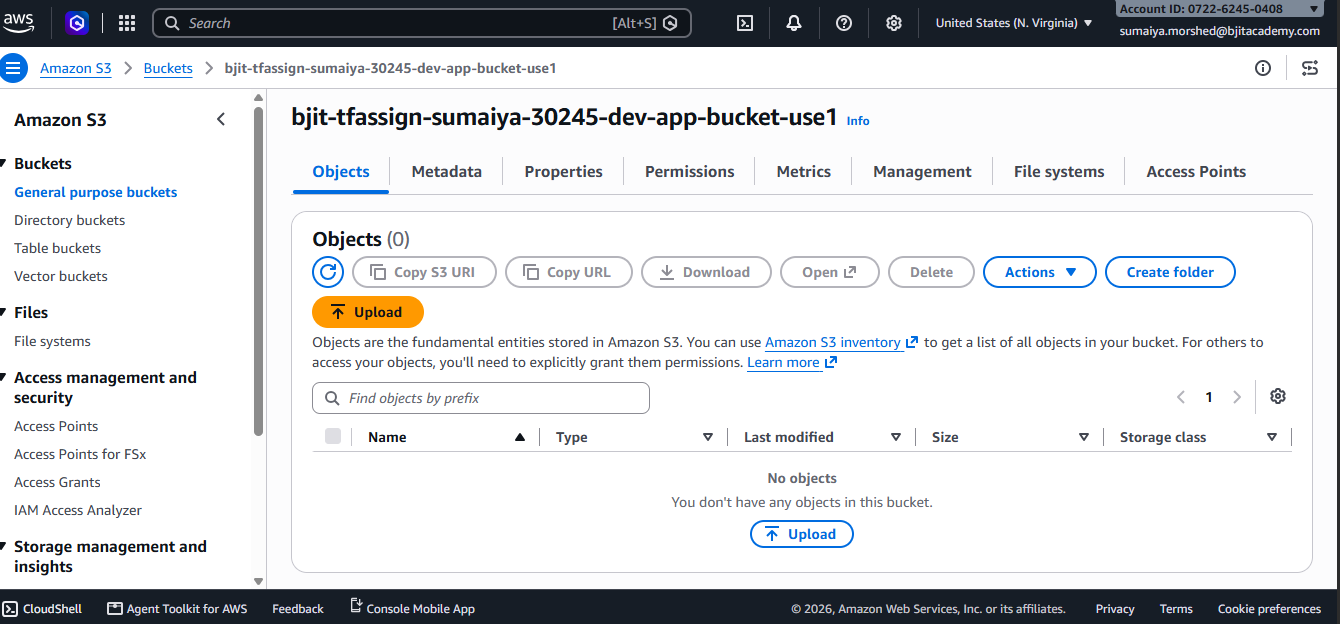 aws
Search [Alt+S]
United States (N. Virginia)
Account ID: 0722-6245-0408
sumaiya.morshed@bjitacademy.com
Amazon S3 Buckets bjit-tfassign-sumaiya-30245-dev-app-bucket-use1
Amazon S3
Buckets
General purpose buckets
Directory buckets
Table buckets
Vector buckets
Files
File systems
Access management and
security
Access Points
Access Points for FSx
Access Grants
IAM Access Analyzer
Storage management and
insights
bjit-tfassign-sumaiya-30245-dev-app-bucket-use1 Info
Objects Metadata Properties Permissions Metrics Management File systems Access Points
Objects (0)
Copy S3 URI Copy URL Download Open Delete Actions Create folder
Upload
Objects are the fundamental entities stored in Amazon S3. You can use Amazon S3 inventory to get a list of all objects in your bucket. For others to
access your objects, you'll need to explicitly grant them permissions. Learn more
Find objects by prefix
1
Name Type Last modified Size Storage class
No objects
You don't have any objects in this bucket.
Upload
CloudShell Agent Toolkit for AWS Feedback Console Mobile App © 2026, Amazon Web Services, Inc. or its affiliates. Privacy Terms Cookie preferences